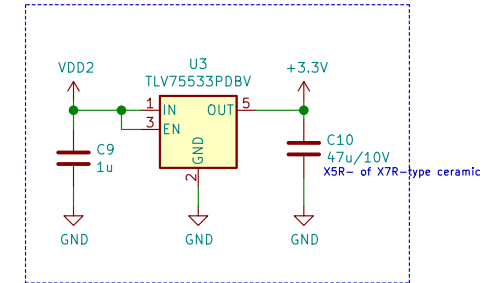 U3
VDD2
TLV75533PDBV
+3.3V
1
IN
OUT
5
3
EN
GND
2
C9
1u
C10
47u/10V
X5R- of X7R-type ceramic
GND
GND
GND